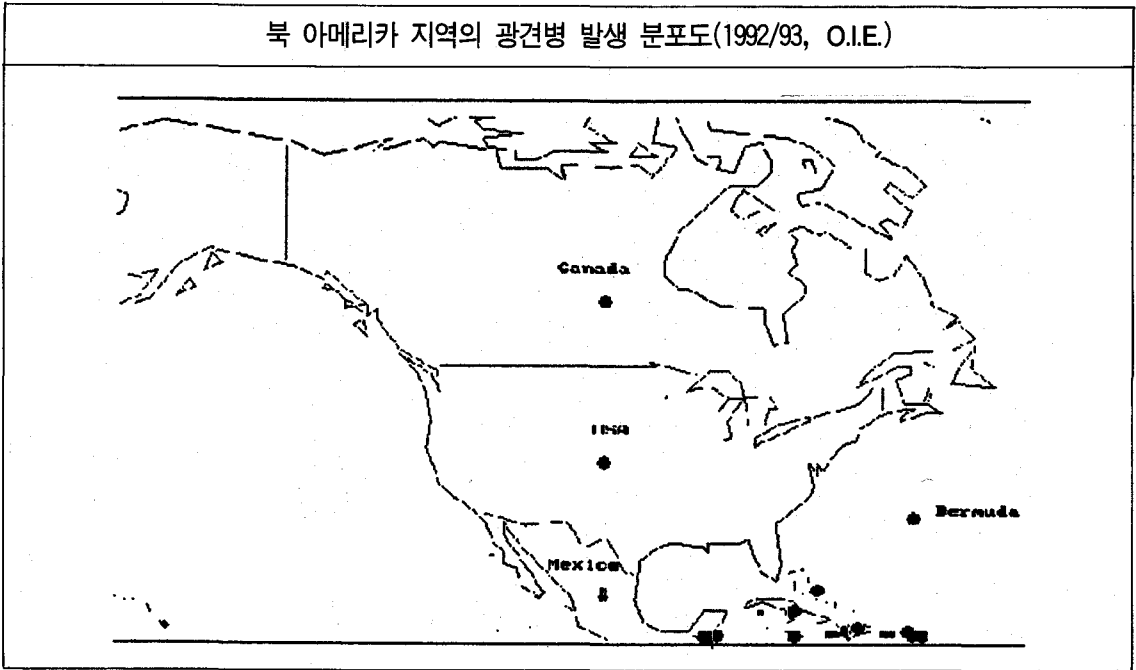 북 아메리카 지역의 광견병 발생 분포도(1992/93, O.I.E.)
Canada
USA
Bermuda
Mexico